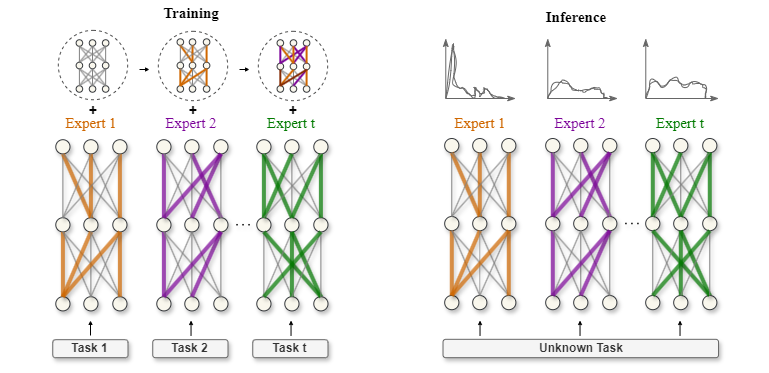 Training
Inference
+ + +
Expert 1 Expert 2 Expert t
Expert 1 Expert 2 Expert t
...
...
Task 1 Task 2 Task t
Unknown Task